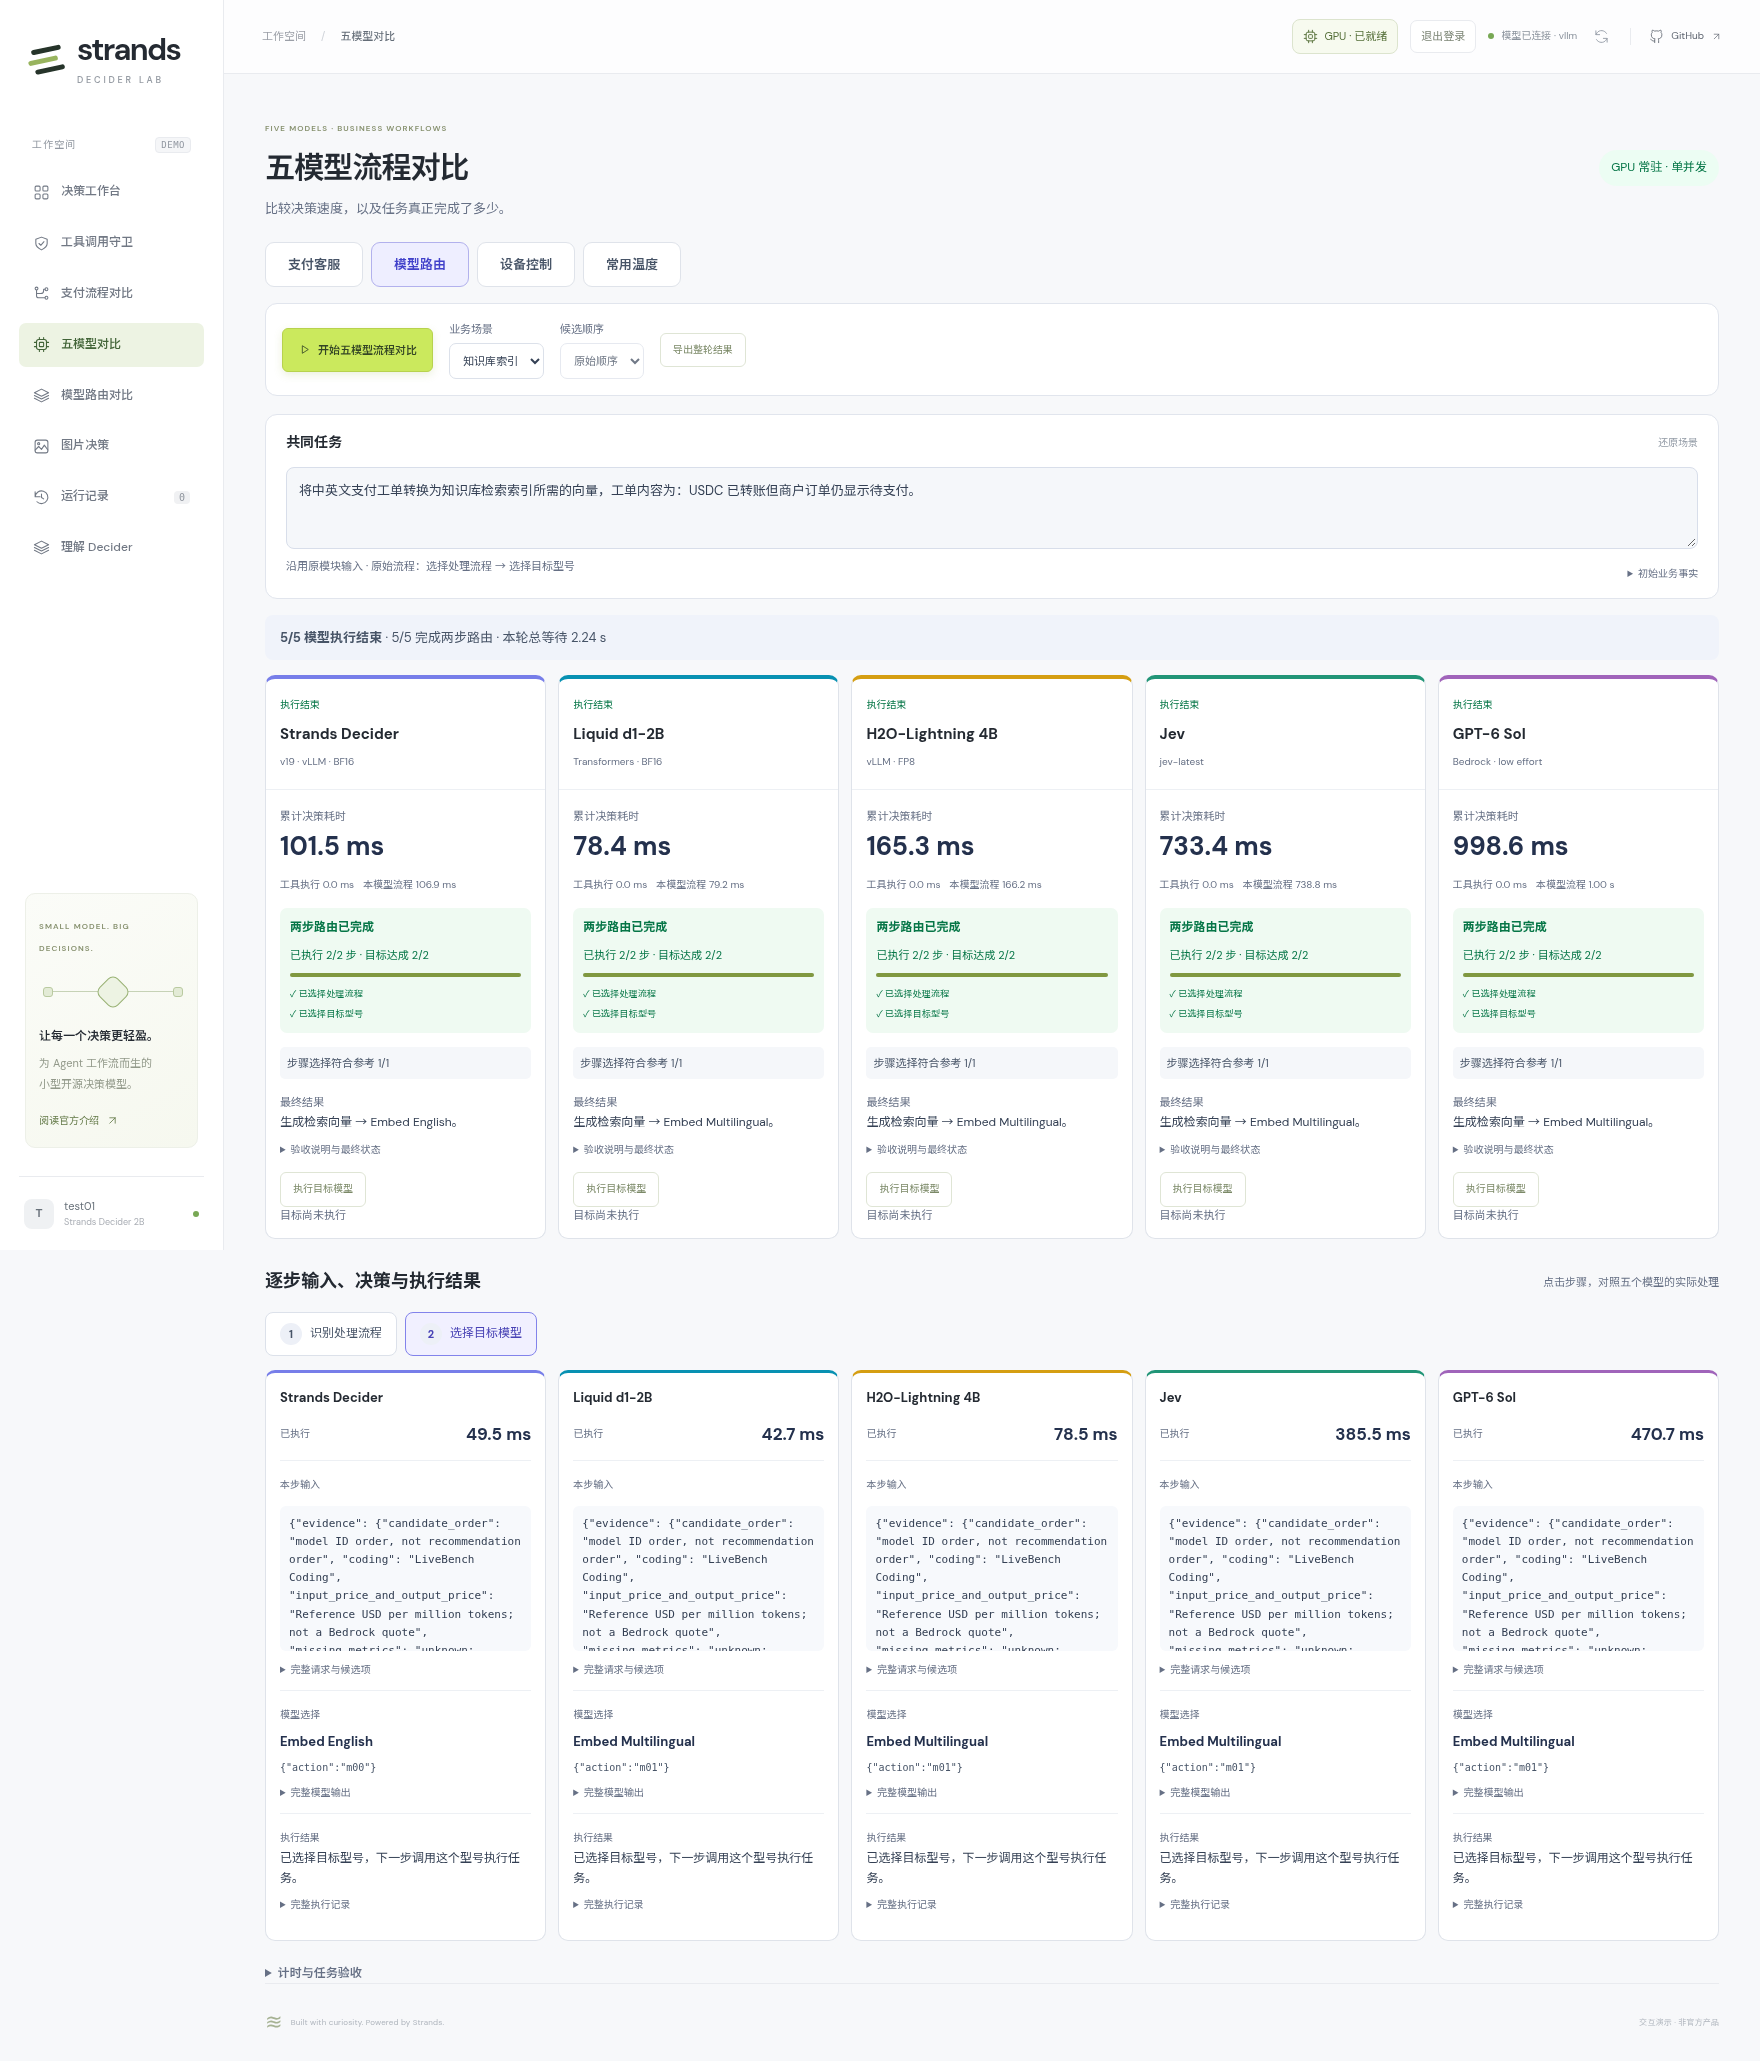 strands
DECIDER LAB
工作空间 DEMO
决策工作台
工具调用守卫
支付流程对比
五模型对比
模型路由对比
图片决策
运行记录 0
理解 Decider
SMALL MODEL. BIG
DECISIONS.
让每一个决策更轻盈。
为 Agent 工作流而生的
小型开源决策模型。
阅读官方介绍
T test01
Strands Decider 2B
工作空间 / 五模型对比
GPU · 已就绪 退出登录 模型已连接 · vllm GitHub
FIVE MODELS · BUSINESS WORKFLOWS
五模型流程对比
GPU 常驻 · 单并发
比较决策速度，以及任务真正完成了多少。
支付客服 模型路由 设备控制 常用温度
开始五模型流程对比
业务场景 候选顺序
知识库索引 原始顺序 导出整轮结果
共同任务 还原场景
将中英文支付工单转换为知识库检索索引所需的向量，工单内容为：USDC 已转账但商户订单仍显示待支付。
沿用原模块输入 · 原始流程：选择处理流程 → 选择目标型号
初始业务事实
5/5 模型执行结束 · 5/5 完成两步路由 · 本轮总等待 2.24 s
执行结束 执行结束 执行结束 执行结束 执行结束
Strands Decider Liquid d1-2B H2O-Lightning 4B Jev GPT-6 Sol
v19 · vLLM · BF16 Transformers · BF16 vLLM · FP8 jev-latest Bedrock · low effort
累计决策耗时 累计决策耗时 累计决策耗时 累计决策耗时 累计决策耗时
101.5 ms 78.4 ms 165.3 ms 733.4 ms 998.6 ms
工具执行 0.0 ms 本模型流程 106.9 ms 工具执行 0.0 ms 本模型流程 79.2 ms 工具执行 0.0 ms 本模型流程 166.2 ms 工具执行 0.0 ms 本模型流程 738.8 ms 工具执行 0.0 ms 本模型流程 1.00 s
两步路由已完成 两步路由已完成 两步路由已完成 两步路由已完成 两步路由已完成
已执行 2/2 步 · 目标达成 2/2 已执行 2/2 步 · 目标达成 2/2 已执行 2/2 步 · 目标达成 2/2 已执行 2/2 步 · 目标达成 2/2 已执行 2/2 步 · 目标达成 2/2
✓ 已选择处理流程 ✓ 已选择处理流程 ✓ 已选择处理流程 ✓ 已选择处理流程 ✓ 已选择处理流程
✓ 已选择目标型号 ✓ 已选择目标型号 ✓ 已选择目标型号 ✓ 已选择目标型号 ✓ 已选择目标型号
步骤选择符合参考 1/1 步骤选择符合参考 1/1 步骤选择符合参考 1/1 步骤选择符合参考 1/1 步骤选择符合参考 1/1
最终结果 最终结果 最终结果 最终结果 最终结果
生成检索向量 → Embed English。 生成检索向量 → Embed Multilingual。 生成检索向量 → Embed Multilingual。 生成检索向量 → Embed Multilingual。 生成检索向量 → Embed Multilingual。
验收说明与最终状态 验收说明与最终状态 验收说明与最终状态 验收说明与最终状态 验收说明与最终状态
执行目标模型 执行目标模型 执行目标模型 执行目标模型 执行目标模型
目标尚未执行 目标尚未执行 目标尚未执行 目标尚未执行 目标尚未执行
逐步输入、决策与执行结果 点击步骤，对照五个模型的实际处理
1 识别处理流程 2 选择目标模型
Strands Decider Liquid d1-2B H2O-Lightning 4B Jev GPT-6 Sol
已执行 49.5 ms 已执行 42.7 ms 已执行 78.5 ms 已执行 385.5 ms 已执行 470.7 ms
本步输入 本步输入 本步输入 本步输入 本步输入
{"evidence": {"candidate_order": {"evidence": {"candidate_order": {"evidence": {"candidate_order": {"evidence": {"candidate_order": {"evidence": {"candidate_order":
"model ID order, not recommendation "model ID order, not recommendation "model ID order, not recommendation "model ID order, not recommendation "model ID order, not recommendation
order", "coding": "LiveBench order", "coding": "LiveBench order", "coding": "LiveBench order", "coding": "LiveBench order", "coding": "LiveBench
Coding", Coding", Coding", Coding", Coding",
"input_price_and_output_price": "input_price_and_output_price": "input_price_and_output_price": "input_price_and_output_price": "input_price_and_output_price":
"Reference USD per million tokens; "Reference USD per million tokens; "Reference USD per million tokens; "Reference USD per million tokens; "Reference USD per million tokens;
not a Bedrock quote", not a Bedrock quote", not a Bedrock quote", not a Bedrock quote", not a Bedrock quote",
"missing_metrics": "unknown; "missing_metrics": "unknown; "missing_metrics": "unknown; "missing_metrics": "unknown; "missing_metrics": "unknown;
完整请求与候选项 完整请求与候选项 完整请求与候选项 完整请求与候选项 完整请求与候选项
模型选择 模型选择 模型选择 模型选择 模型选择
Embed English Embed Multilingual Embed Multilingual Embed Multilingual Embed Multilingual
{"action":"m00"} {"action":"m01"} {"action":"m01"} {"action":"m01"} {"action":"m01"}
完整模型输出 完整模型输出 完整模型输出 完整模型输出 完整模型输出
执行结果 执行结果 执行结果 执行结果 执行结果
已选择目标型号，下一步调用这个型号执行任 已选择目标型号，下一步调用这个型号执行任 已选择目标型号，下一步调用这个型号执行任 已选择目标型号，下一步调用这个型号执行任 已选择目标型号，下一步调用这个型号执行任
务。 务。 务。 务。 务。
完整执行记录 完整执行记录 完整执行记录 完整执行记录 完整执行记录
计时与任务验收
Built with curiosity. Powered by Strands. 交互演示 · 非官方产品